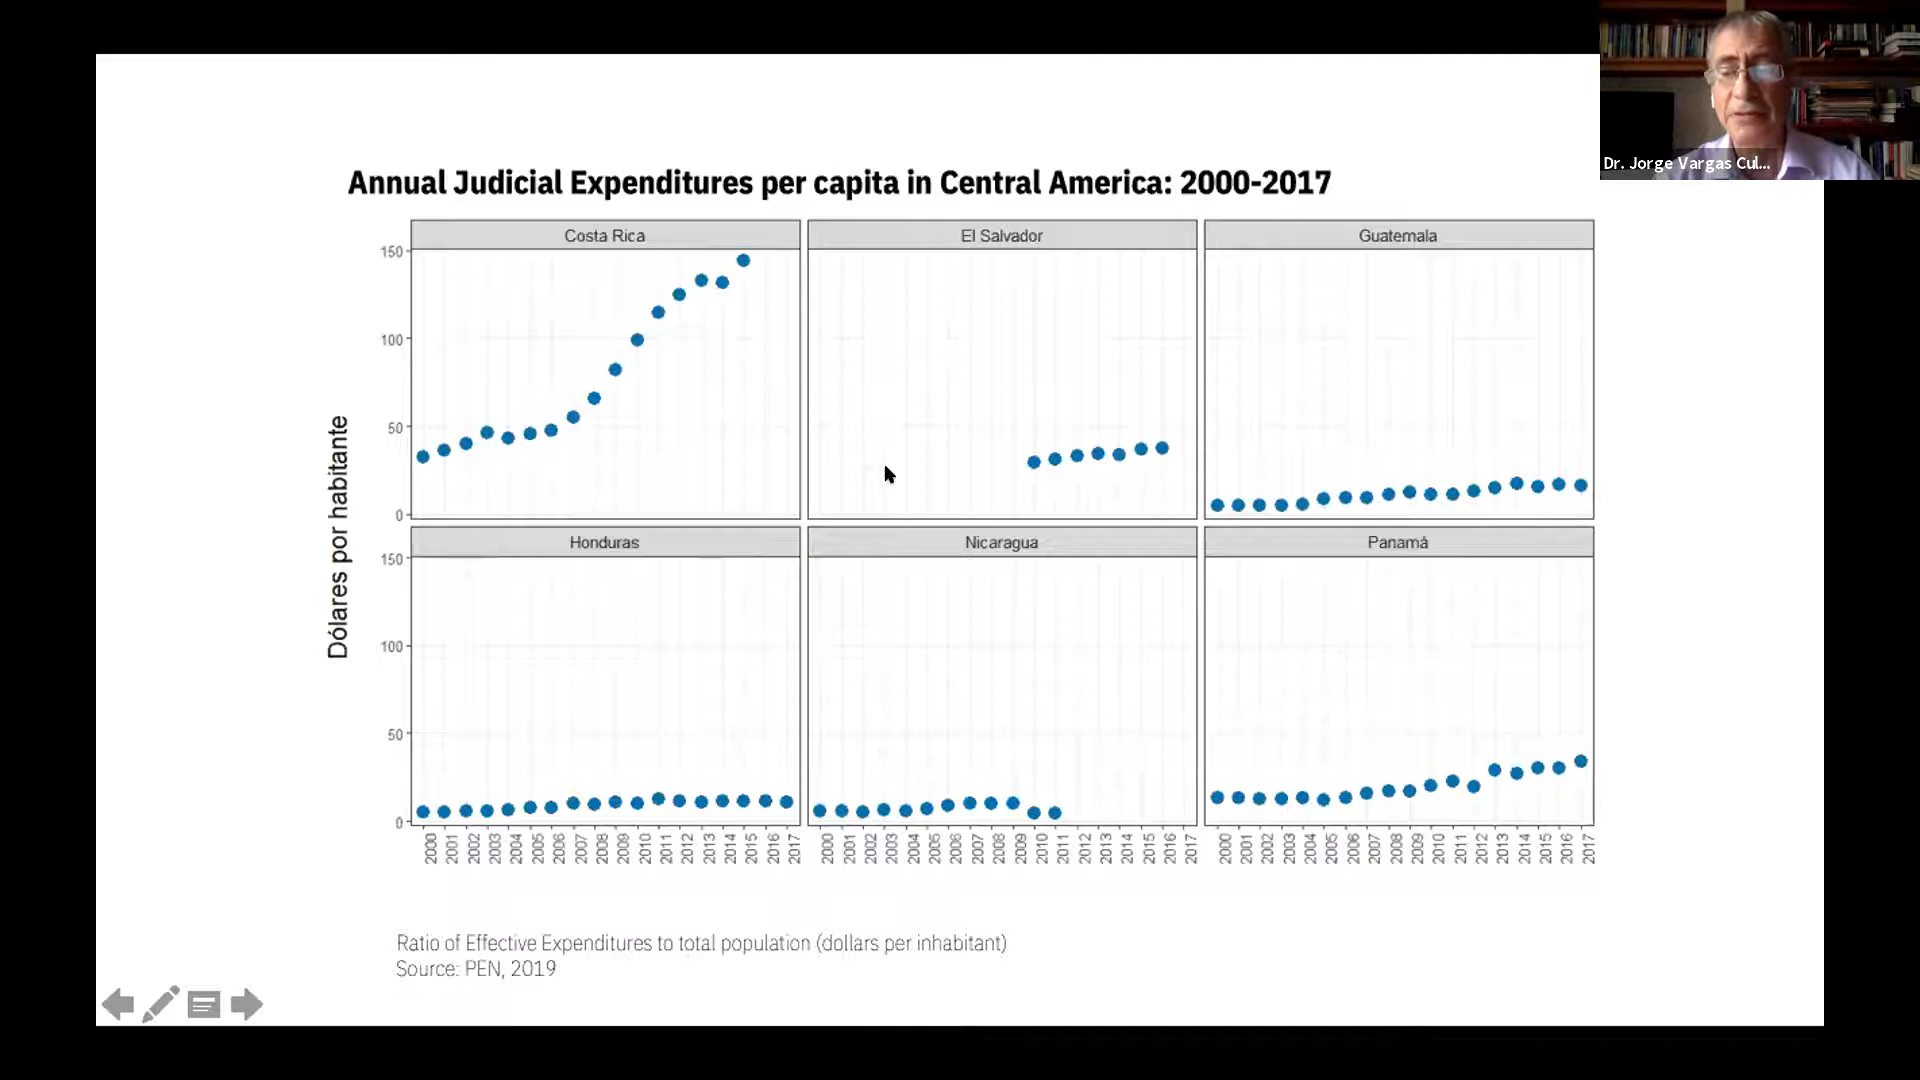 Dr. Jorge Vargas Cul...
Annual Judicial Expenditures per capita in Central America: 2000-2017
Costa Rica
El Salvador
Guatemala
150
100
50
0
Dólares por habitante
Honduras
Nicaragua
Panamá
150
100
50
0
2000 2001 2002 2003 2004 2005 2006 2007 2008 2009 2010 2011 2012 2013 2014 2015 2016 2017
2000 2001 2002 2003 2004 2005 2006 2007 2008 2009 2010 2011 2012 2013 2014 2015 2016 2017
2000 2001 2002 2003 2004 2005 2006 2007 2008 2009 2010 2011 2012 2013 2014 2015 2016 2017
Ratio of Effective Expenditures to total population (dollars per inhabitant)
Source: PEN, 2019